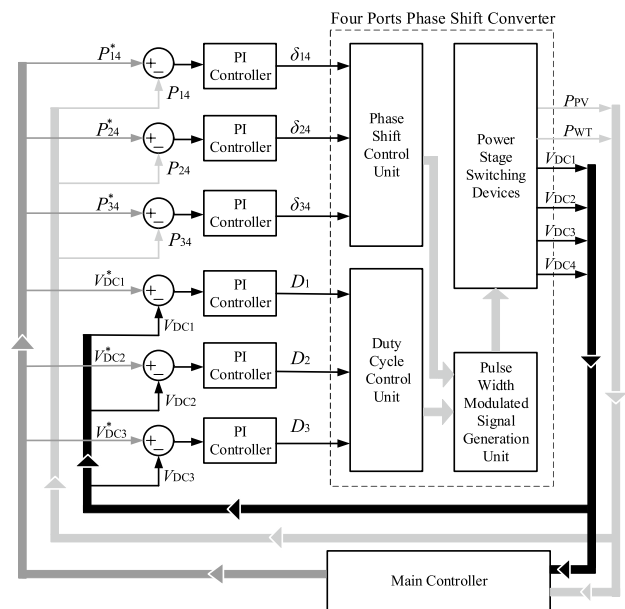 Four Ports Phase Shift Converter
P*14
+
−
P14
PI
Controller
δ14
P*24
+
−
P24
PI
Controller
δ24
P*34
+
−
P34
PI
Controller
δ34
V*DC1
+
−
VDC1
PI
Controller
D1
V*DC2
+
−
VDC2
PI
Controller
D2
V*DC3
+
−
VDC3
PI
Controller
D3
Phase
Shift
Control
Unit
Duty
Cycle
Control
Unit
Power
Stage
Switching
Devices
Pulse
Width
Modulated
Signal
Generation
Unit
PPV
PWT
VDC1
VDC2
VDC3
VDC4
Main Controller